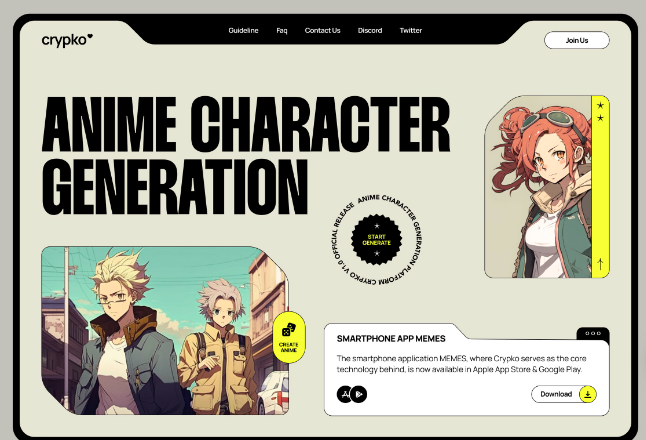 crypko
Guideline Faq Contact Us Discord Twitter
Join Us
ANIME CHARACTER
GENERATION
ANIME CHARACTER GENERATION PLATFORM CRYPKO V1.0 OFFICIAL RELEASE
START
GENERATE
CREATE
ANIME
SMARTPHONE APP MEMES
The smartphone application MEMES, where Crypko serves as the core
technology behind, is now available in Apple App Store & Google Play.
Download